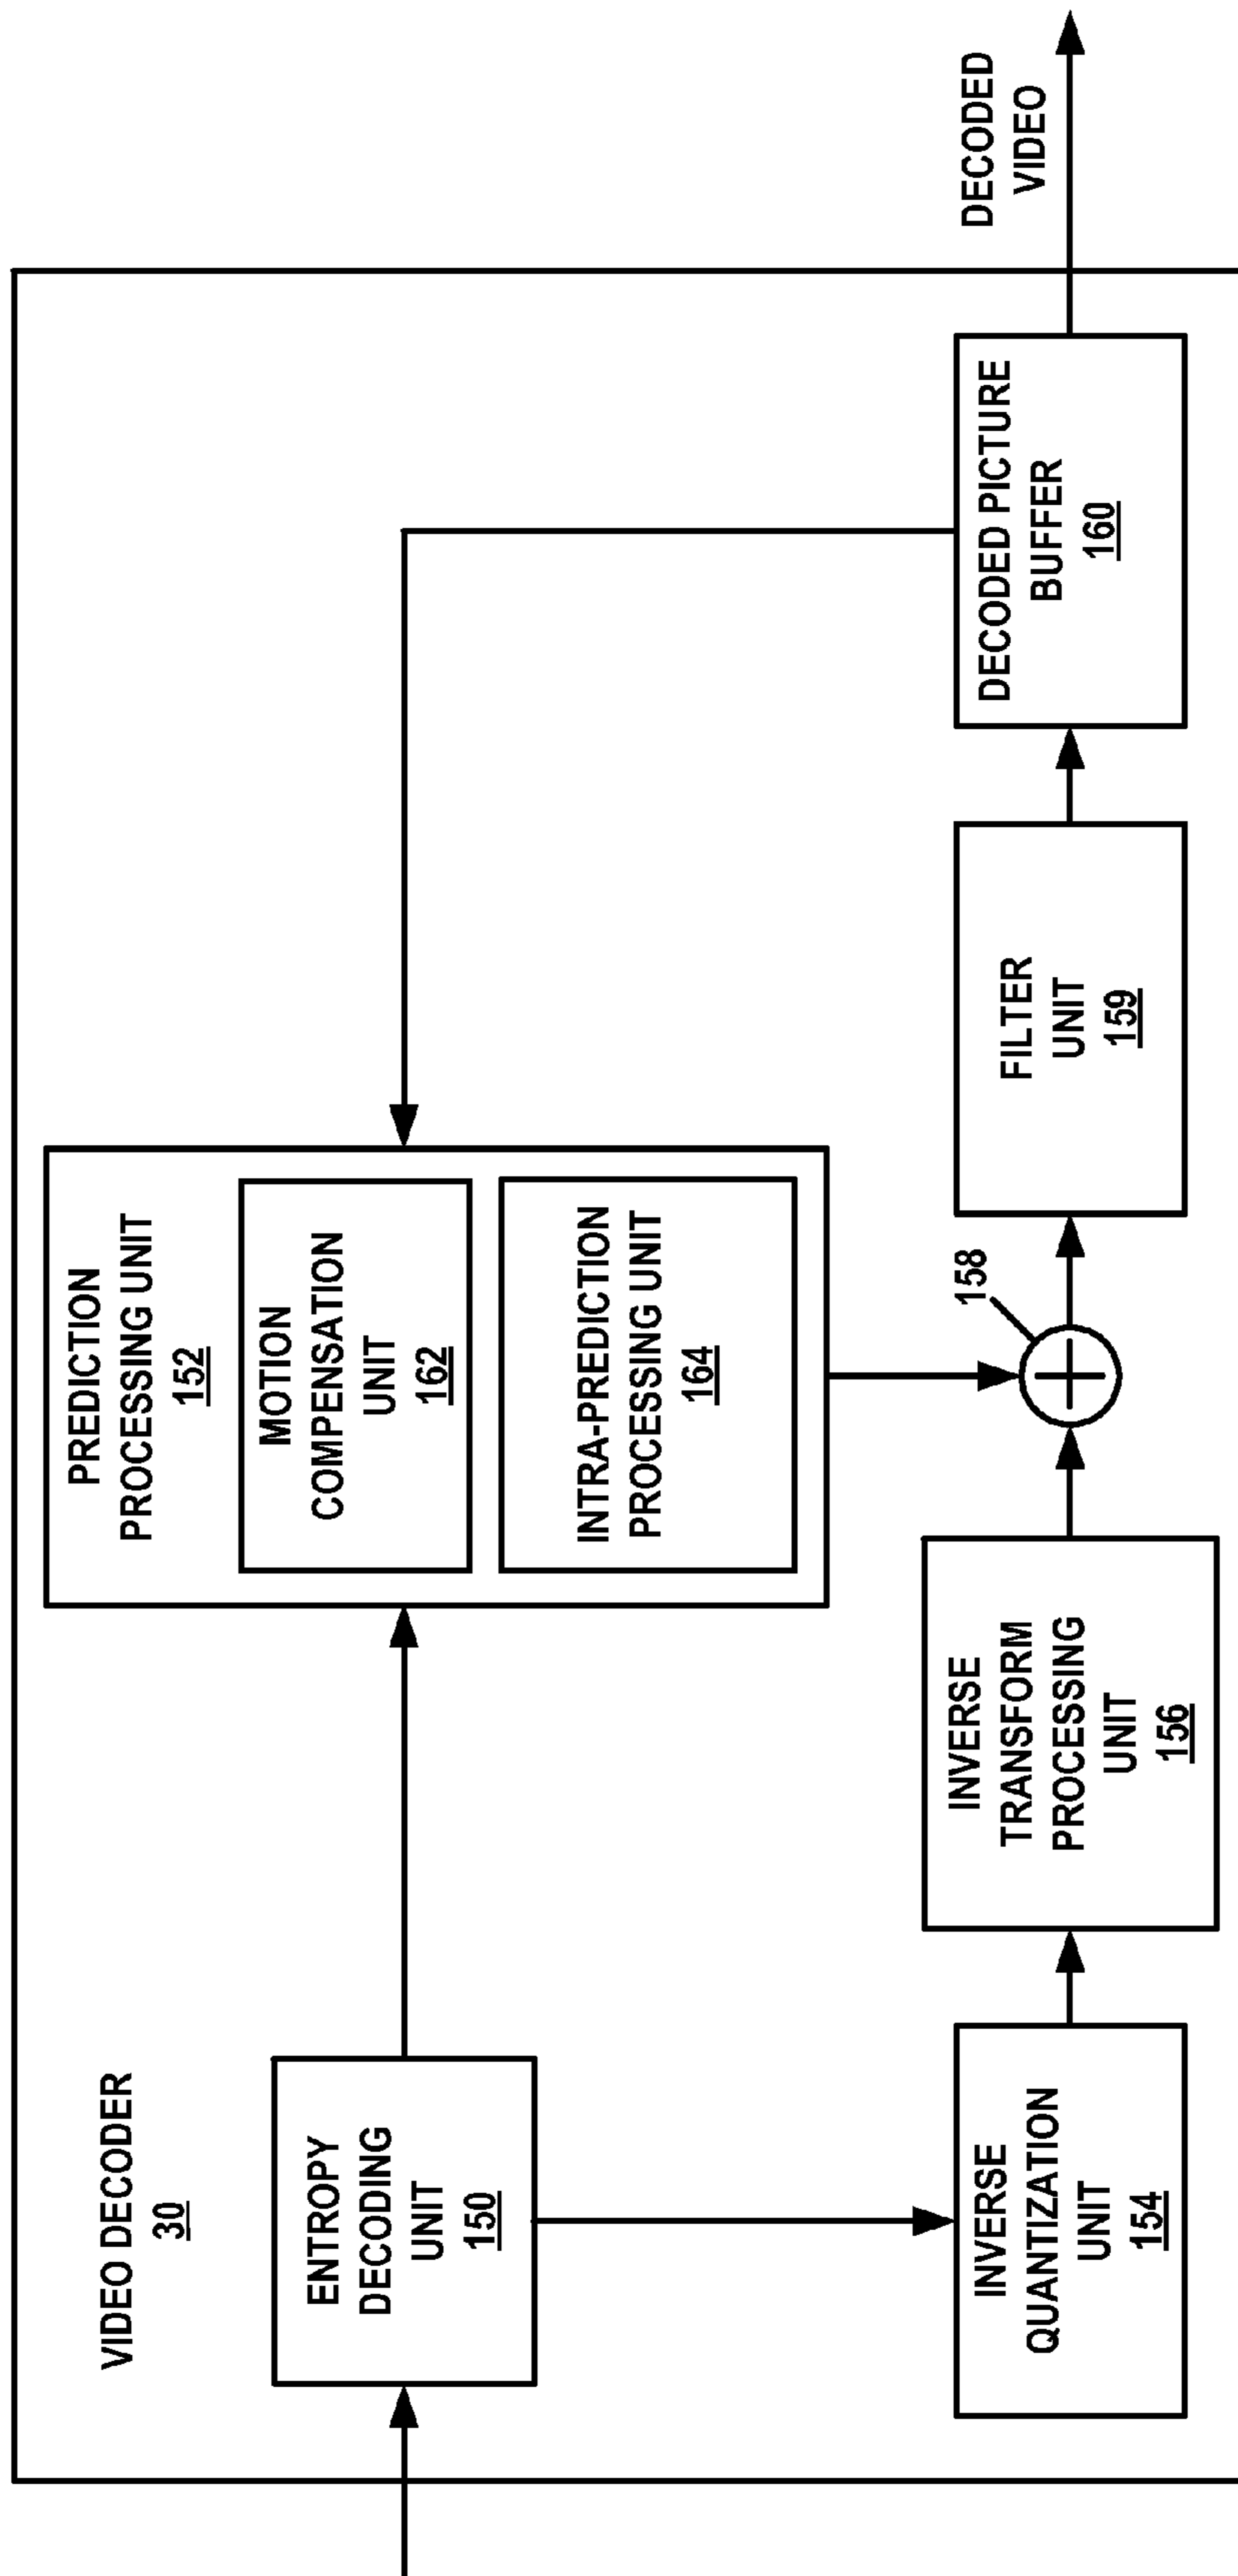 VIDEO DECODER
30
PREDICTION
PROCESSING UNIT
152
MOTION
COMPENSATION
UNIT
162
INTRA-PREDICTION
PROCESSING UNIT
164
ENTROPY
DECODING
UNIT
150
INVERSE
QUANTIZATION
UNIT
154
INVERSE
TRANSFORM
PROCESSING
UNIT
156
158
FILTER
UNIT
159
DECODED PICTURE
BUFFER
160
DECODED
VIDEO